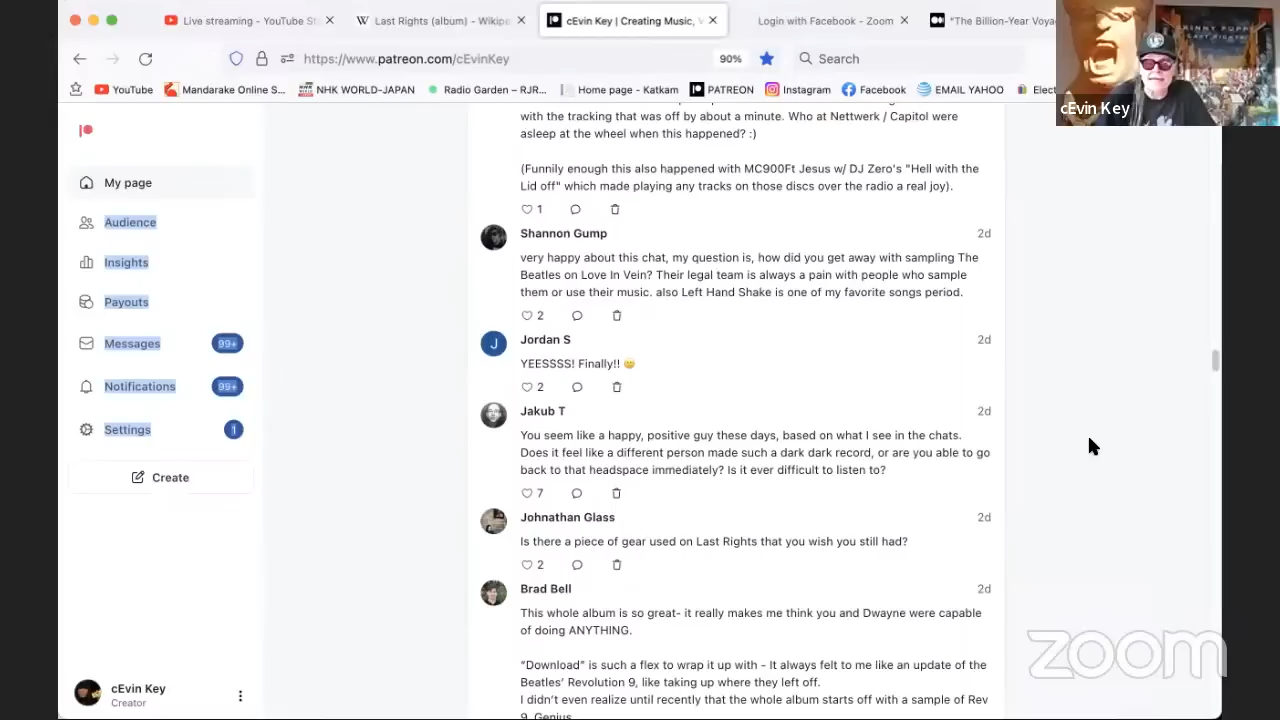 Live streaming - YouTube St
Last Rights (album) - Wikipe
cEvin Key | Creating Music, v
Login with Facebook - Zoom
"The Billion-Year Voya
https://www.patreon.com/cEvinKey
90%
Search
YouTube
Mandarake Online S...
NHK WORLD-JAPAN
Radio Garden – RJR...
Home page - Katkam
PATREON
Instagram
Facebook
EMAIL YAHOO
Elect
SKINNY PUPPY
LAST RIGHTS
cEvin Key
My page
Audience
Insights
Payouts
Messages 99+
Notifications 99+
Settings 1
Create
cEvin Key
Creator
with the tracking that was off by about a minute. Who at Nettwerk / Capitol were
asleep at the wheel when this happened? :)
(Funnily enough this also happened with MC900Ft Jesus w/ DJ Zero's "Hell with the
Lid off" which made playing any tracks on those discs over the radio a real joy).
1
Shannon Gump 2d
very happy about this chat, my question is, how did you get away with sampling The
Beatles on Love In Vein? Their legal team is always a pain with people who sample
them or use their music. also Left Hand Shake is one of my favorite songs period.
2
J
Jordan S 2d
YEESSSS! Finally!!
2
Jakub T 2d
You seem like a happy, positive guy these days, based on what I see in the chats.
Does it feel like a different person made such a dark dark record, or are you able to go
back to that headspace immediately? Is it ever difficult to listen to?
7
Johnathan Glass 2d
Is there a piece of gear used on Last Rights that you wish you still had?
2
Brad Bell 2d
This whole album is so great- it really makes me think you and Dwayne were capable
of doing ANYTHING.
“Download” is such a flex to wrap it up with - It always felt to me like an update of the
Beatles’ Revolution 9, like taking up where they left off.
I didn’t even realize until recently that the whole album starts off with a sample of Rev
9. Genius
zoom